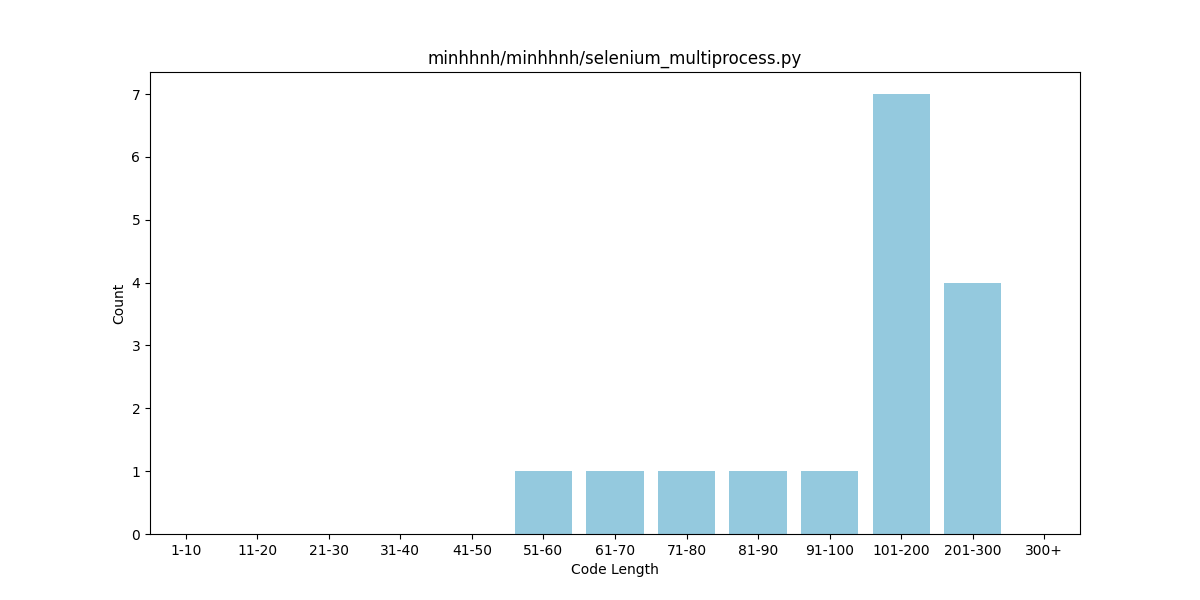 minhhnh/minhhnh/selenium_multiprocess.py
7
6
5
4
3
2
1
0
Count
1-10 11-20 21-30 31-40 41-50 51-60 61-70 71-80 81-90 91-100 101-200 201-300 300+
Code Length